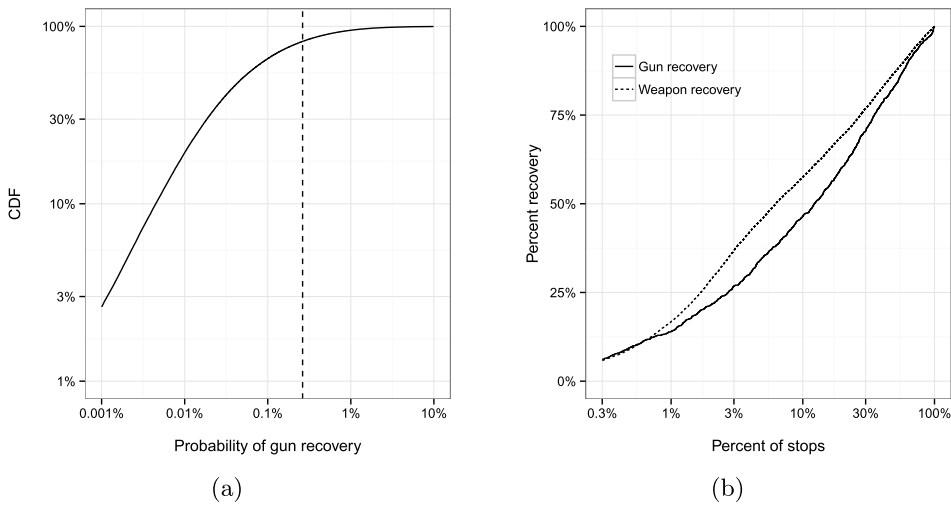 100%
30%
10%
3%
1%
CDF
0.001%
0.01%
0.1%
1%
10%
Probability of gun recovery
(a)
100%
75%
50%
25%
0%
Percent recovery
Gun recovery
Weapon recovery
0.3%
1%
3%
10%
30%
100%
Percent of stops
(b)